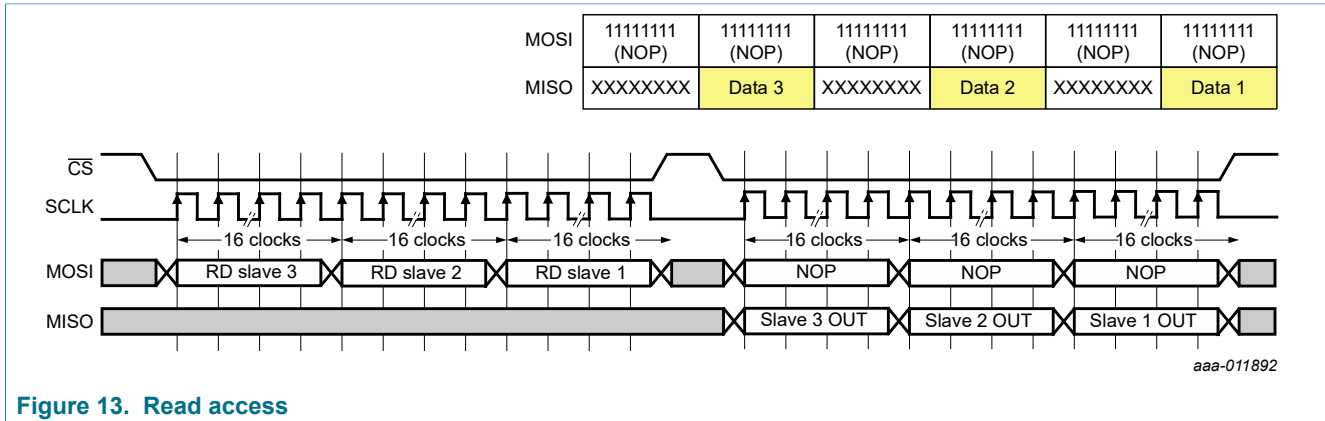 MOSI 11111111 (NOP) 11111111 (NOP) 11111111 (NOP) 11111111 (NOP) 11111111 (NOP) 11111111 (NOP)
MISO XXXXXXXX Data 3 XXXXXXXX Data 2 XXXXXXXX Data 1
CS
SCLK
16 clocks 16 clocks 16 clocks 16 clocks 16 clocks 16 clocks
MOSI RD slave 3 RD slave 2 RD slave 1 NOP NOP NOP
MISO Slave 3 OUT Slave 2 OUT Slave 1 OUT
aaa-011892
Figure 13. Read access